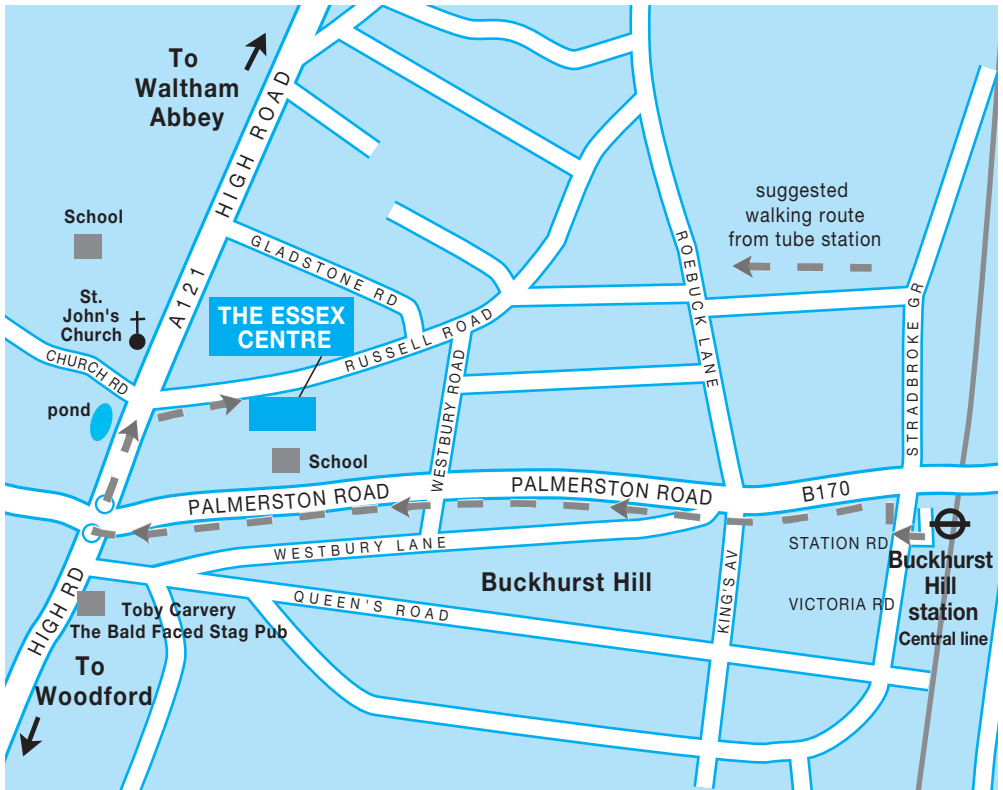 To
Waltham
Abbey
HIGH ROAD
A121
School
St.
John's
Church
CHURCH RD
pond
GLADSTONE RD
THE ESSEX
CENTRE
RUSSELL ROAD
School
WESTBURY ROAD
ROEBUCK LANE
suggested
walking route
from tube station
STRADBROKE GR
PALMERSTON ROAD
PALMERSTON ROAD
B170
WESTBURY LANE
STATION RD
Buckhurst
Hill
station
Central line
VICTORIA RD
KING'S AV
Buckhurst Hill
QUEEN'S ROAD
HIGH RD
Toby Carvery
The Bald Faced Stag Pub
To
Woodford